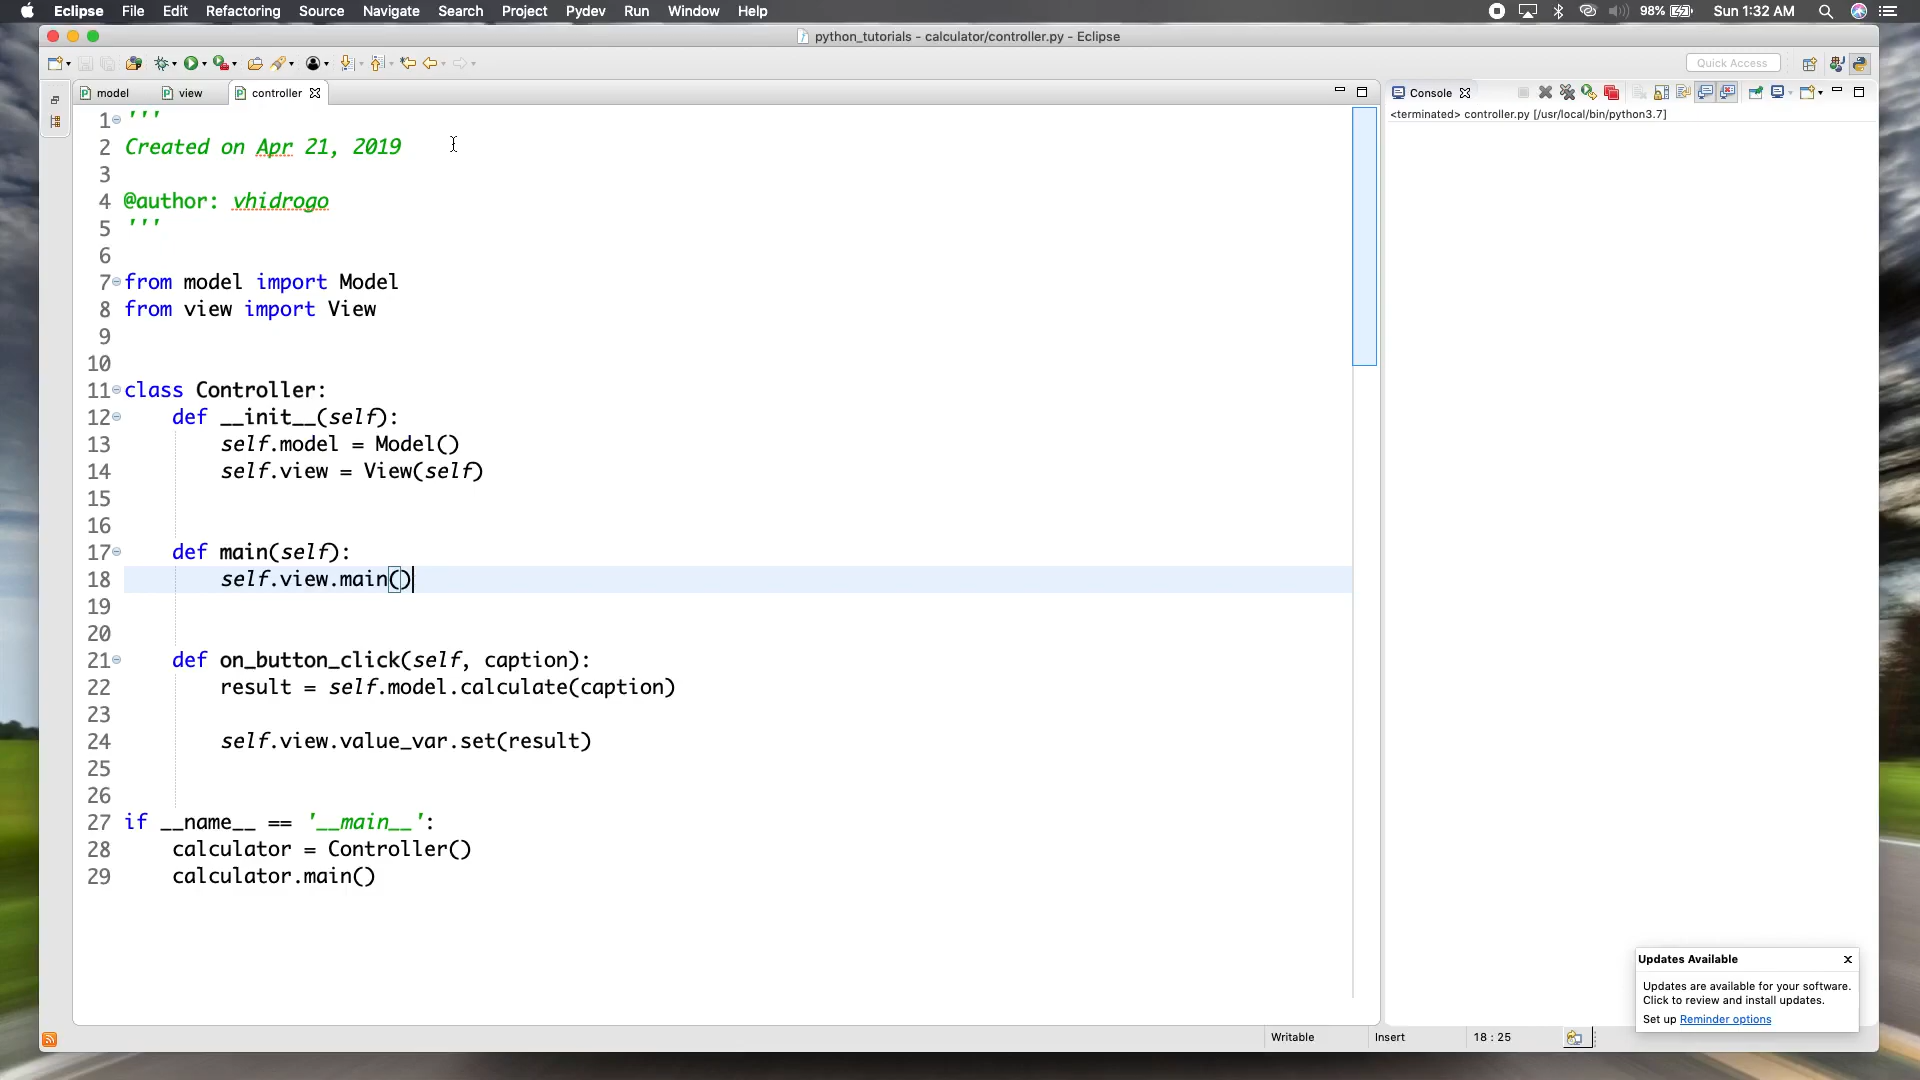 Eclipse File Edit Refactoring Source Navigate Search Project Pydev Run Window Help 98% Sun 1:32 AM
python_tutorials - calculator/controller.py - Eclipse
Quick Access
model view controller
Console
<terminated> controller.py [/usr/local/bin/python3.7]
1 '''
2 Created on Apr 21, 2019
3
4 @author: vhidrogo
5 '''
6
7 from model import Model
8 from view import View
9
10
11 class Controller:
12 def __init__(self):
13 self.model = Model()
14 self.view = View(self)
15
16
17 def main(self):
18 self.view.main()
19
20
21 def on_button_click(self, caption):
22 result = self.model.calculate(caption)
23
24 self.view.value_var.set(result)
25
26
27 if __name__ == '__main__':
28 calculator = Controller()
29 calculator.main()
Updates Available
Updates are available for your software.
Click to review and install updates.
Set up Reminder options
Writable Insert 18 : 25